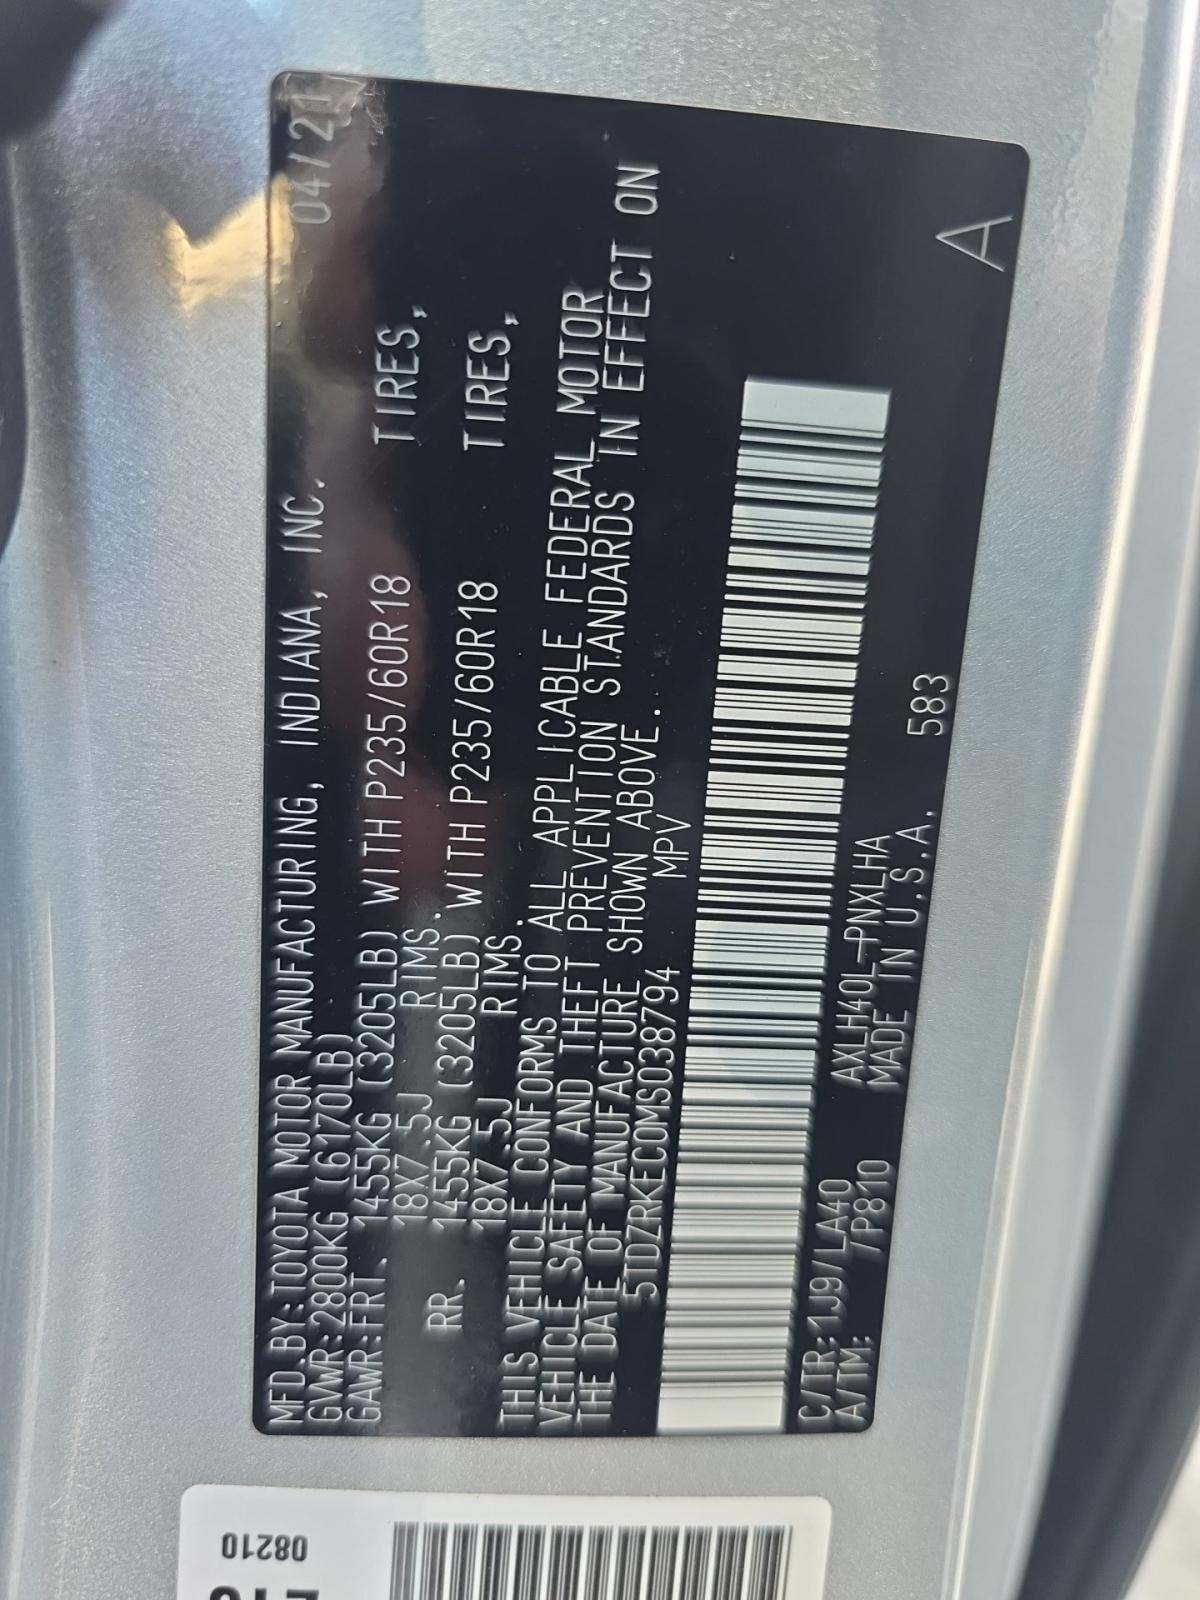 MFD.BY:TOYOTA MOTOR MANUFACTURING, INDIANA, INC. 04/21
GVWR:2800KG (6170LB)
GAWR:FRT. 1455KG (3205LB) WITH P235/60R18 TIRES,
18X7.5J RIMS.
RR. 1455KG (3205LB) WITH P235/60R18 TIRES,
18X7.5J RIMS.
THIS VEHICLE CONFORMS TO ALL APPLICABLE FEDERAL MOTOR
VEHICLE SAFETY AND THEFT PREVENTION STANDARDS IN EFFECT ON
THE DATE OF MANUFACTURE SHOWN ABOVE.
5TDZRKEC0MS038794 MPV
C/TR:1J9/LA40 AXLH40L-PNXLHA
A/TM: /P810 MADE IN U.S.A. 583
A
08210